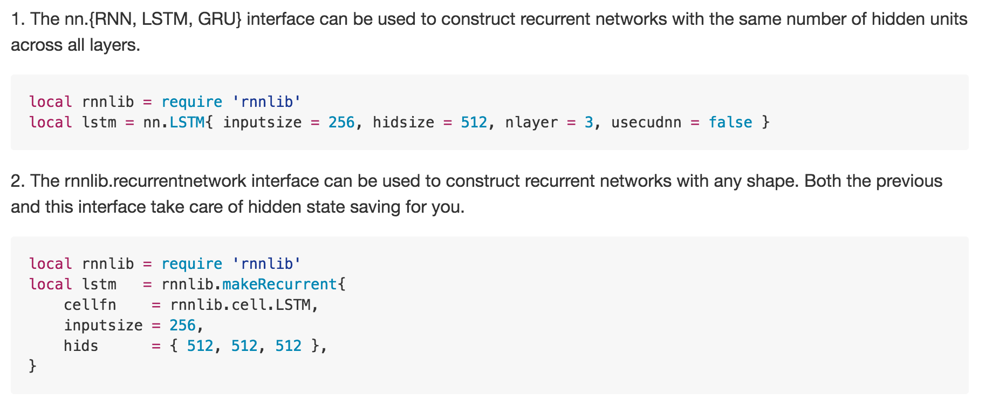 1. The nn.{RNN, LSTM, GRU} interface can be used to construct recurrent networks with the same number of hidden units
across all layers.
local rnnlib = require 'rnnlib'
local lstm = nn.LSTM{ inputsize = 256, hidsize = 512, nlayer = 3, usecudnn = false }
2. The rnnlib.recurrentnetwork interface can be used to construct recurrent networks with any shape. Both the previous
and this interface take care of hidden state saving for you.
local rnnlib = require 'rnnlib'
local lstm   = rnnlib.makeRecurrent{
    cellfn    = rnnlib.cell.LSTM,
    inputsize = 256,
    hids      = { 512, 512, 512 },
}